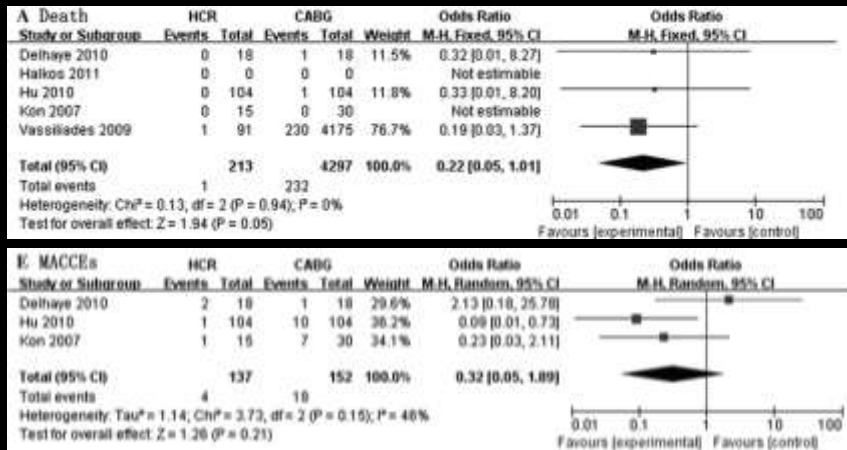 A Death HCR CABG Odds Ratio Odds Ratio
Study or Subgroup Events Total Events Total Weight M-H, Fixed, 95% CI M-H, Fixed, 95% CI
Delhaye 2010 0 18 1 18 11.5% 0.32 [0.01, 8.27]
Halkos 2011 0 0 0 0 Not estimable
Hu 2010 0 104 1 104 11.8% 0.33 [0.01, 8.20]
Kon 2007 0 15 0 30 Not estimable
Vassiliades 2009 1 91 230 4175 76.7% 0.19 [0.03, 1.37]
Total (95% CI) 213 4297 100.0% 0.22 [0.05, 1.01]
Total events 1 232
Heterogeneity: Chi² = 0.13, df = 2 (P = 0.94); I² = 0%
Test for overall effect: Z = 1.94 (P = 0.05)
0.01 0.1 1 10 100
Favours [experimental] Favours [control]
E MACCEs HCR CABG Odds Ratio Odds Ratio
Study or Subgroup Events Total Events Total Weight M-H, Random, 95% CI M-H, Random, 95% CI
Delhaye 2010 2 18 1 18 29.6% 2.13 [0.18, 25.78]
Hu 2010 1 104 10 104 36.2% 0.09 [0.01, 0.73]
Kon 2007 1 15 7 30 34.1% 0.23 [0.03, 2.11]
Total (95% CI) 137 152 100.0% 0.32 [0.05, 1.89]
Total events 4 18
Heterogeneity: Tau² = 1.14; Chi² = 3.73, df = 2 (P = 0.15); I² = 46%
Test for overall effect: Z = 1.26 (P = 0.21)
0.01 0.1 1 10 100
Favours [experimental] Favours [control]